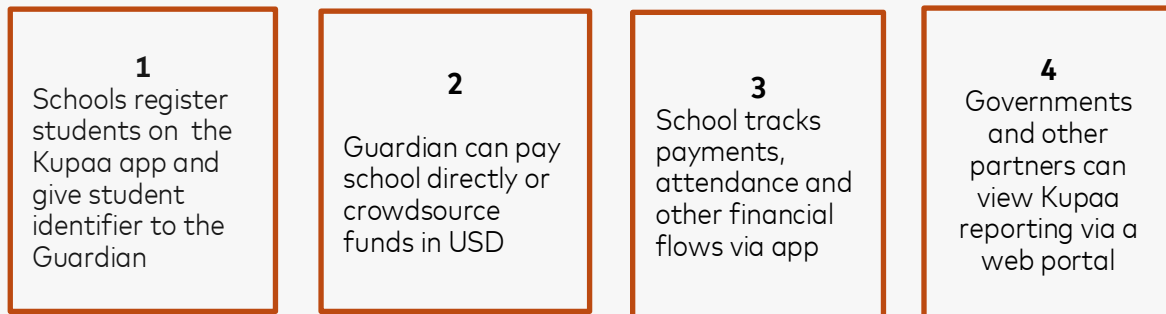 1
Schools register
students on the
Kupaa app and
give student
identifier to the
Guardian
2
Guardian can pay
school directly or
crowdsource
funds in USD
3
School tracks
payments,
attendance and
other financial
flows via app
4
Governments
and other
partners can
view Kupaa
reporting via a
web portal